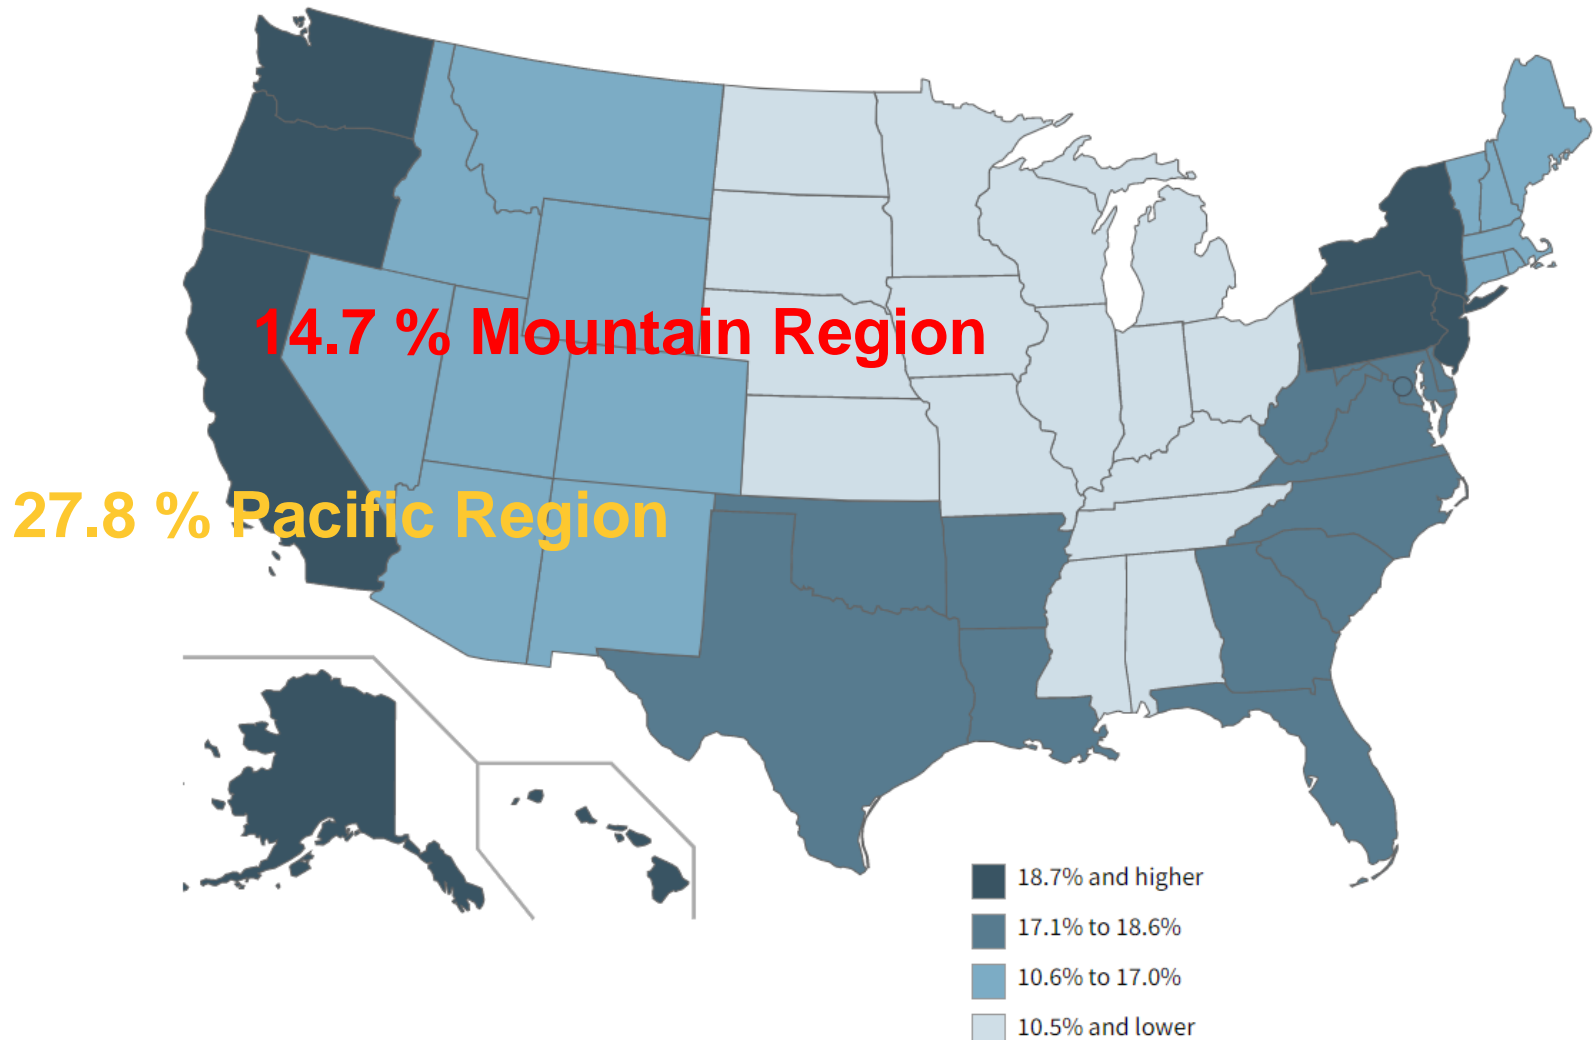 14.7 % Mountain Region
27.8 % Pacific Region
18.7% and higher
17.1% to 18.6%
10.6% to 17.0%
10.5% and lower